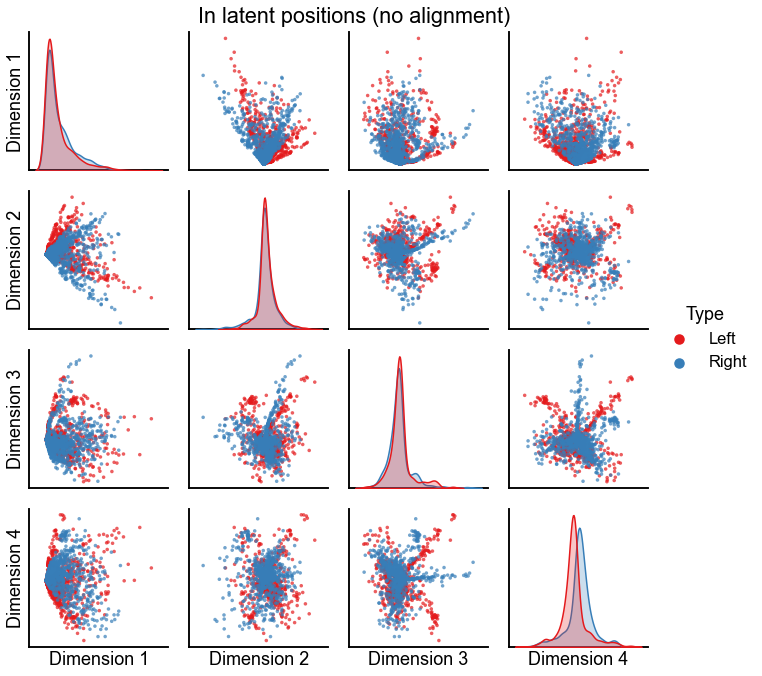 In latent positions (no alignment)
Dimension 1
Dimension 2
Dimension 3
Dimension 4
Type
Left
Right
Dimension 1
Dimension 2
Dimension 3
Dimension 4